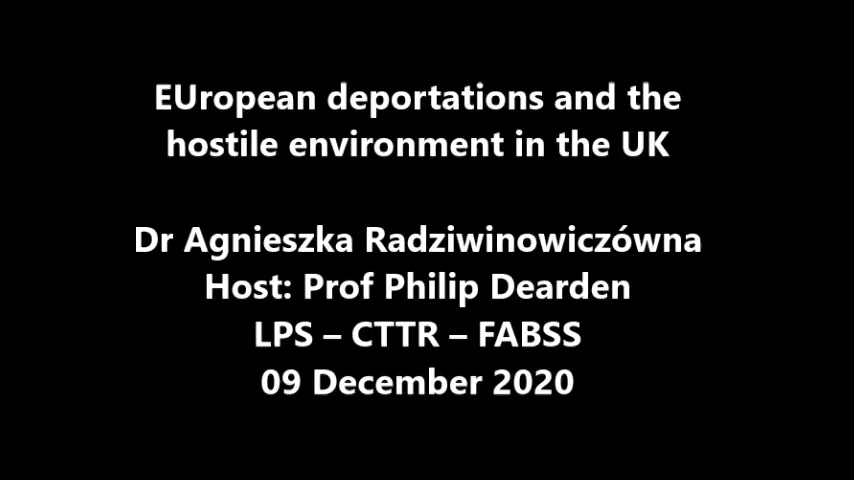 EUropean deportations and the
hostile environment in the UK
Dr Agnieszka Radziwinowiczówna
Host: Prof Philip Dearden
LPS – CTTR – FABSS
09 December 2020